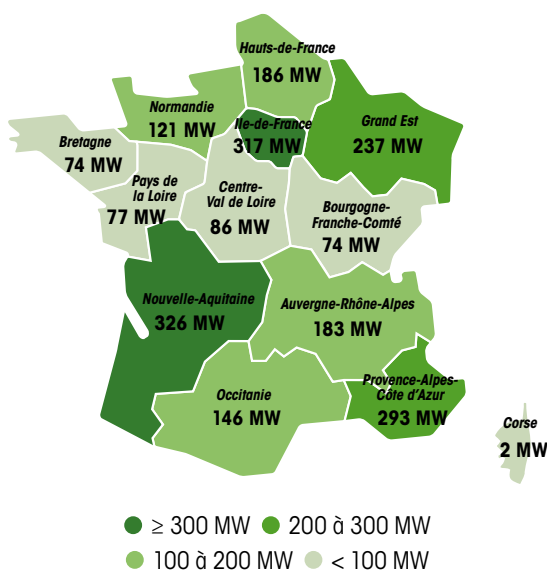 Hauts-de-France
186 MW
Normandie
121 MW
Ile-de-France
317 MW
Grand Est
237 MW
Bretagne
74 MW
Pays de
la Loire
77 MW
Centre-
Val de Loire
86 MW
Bourgogne-
Franche-Comté
74 MW
Nouvelle-Aquitaine
326 MW
Auvergne-Rhône-Alpes
183 MW
Occitanie
146 MW
Provence-Alpes-
Côte d'Azur
293 MW
Corse
2 MW
≥ 300 MW 200 à 300 MW
100 à 200 MW < 100 MW